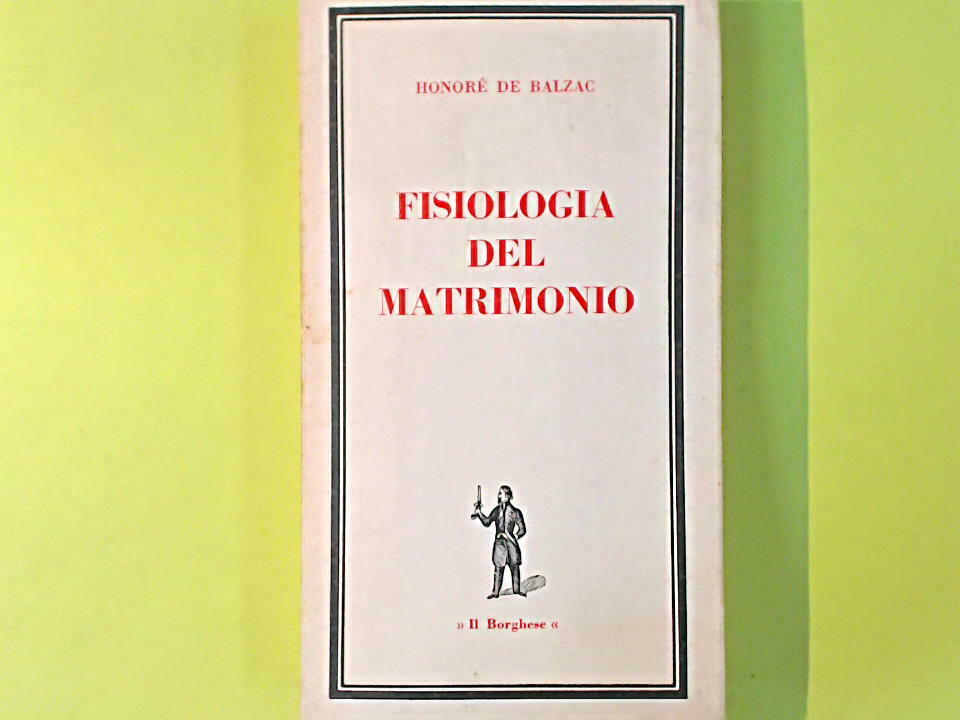 HONORÉ DE BALZAC
FISIOLOGIA
DEL
MATRIMONIO
» Il Borghese «